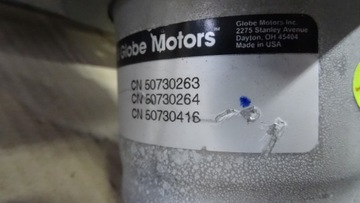 Globe Motors™
Globe Motors Inc.
2275 Stanley Avenue
Dayton, OH 45404
Made in USA
CN 50730263
CN 50730264
CN 50730416